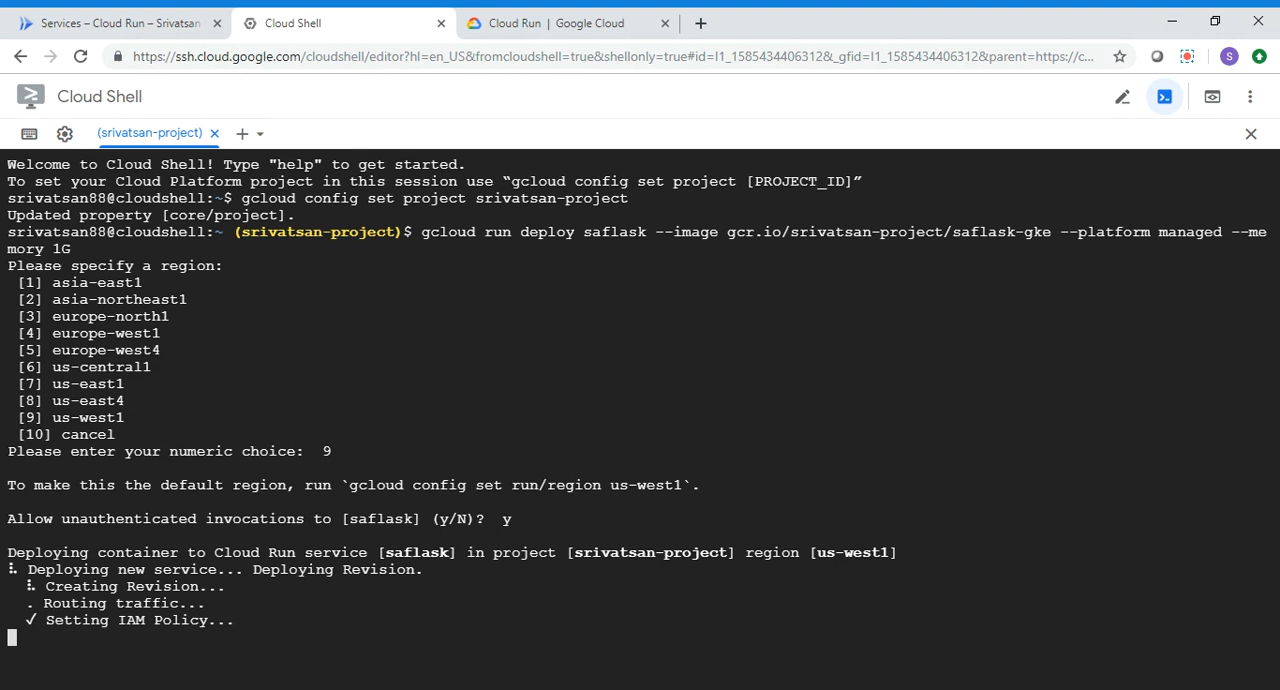 Services – Cloud Run – Srivatsan
Cloud Shell
Cloud Run | Google Cloud
https://ssh.cloud.google.com/cloudshell/editor?hl=en_US&fromcloudshell=true&shellonly=true#id=I1_1585434406312&_gfid=I1_1585434406312&parent=https://c...
S
Cloud Shell
(srivatsan-project)
Welcome to Cloud Shell! Type "help" to get started.
To set your Cloud Platform project in this session use “gcloud config set project [PROJECT_ID]”
srivatsan88@cloudshell:~$ gcloud config set project srivatsan-project
Updated property [core/project].
srivatsan88@cloudshell:~ (srivatsan-project)$ gcloud run deploy saflask --image gcr.io/srivatsan-project/saflask-gke --platform managed --me
mory 1G
Please specify a region:
[1] asia-east1
[2] asia-northeast1
[3] europe-north1
[4] europe-west1
[5] europe-west4
[6] us-central1
[7] us-east1
[8] us-east4
[9] us-west1
[10] cancel
Please enter your numeric choice:  9
To make this the default region, run `gcloud config set run/region us-west1`.
Allow unauthenticated invocations to [saflask] (y/N)?  y
Deploying container to Cloud Run service [saflask] in project [srivatsan-project] region [us-west1]
⠧ Deploying new service... Deploying Revision.
⠧ Creating Revision...
. Routing traffic...
✓ Setting IAM Policy...